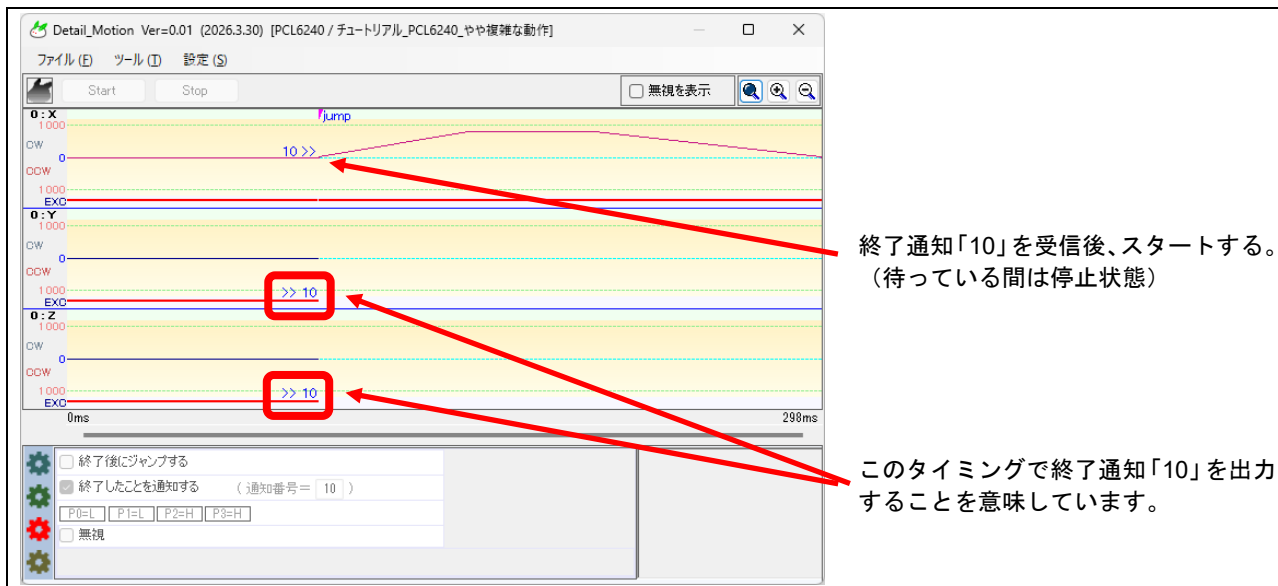 Detail_Motion Ver=0.01 (2026.3.30) [PCL6240 / チュートリアル_PCL6240_やや複雑な動作]
ファイル(F) ツール(T) 設定(S)
Start Stop 無視を表示
0:X
jump
1000
CW
10 >>
0
CCW
1000
EXC
0:Y
1000
CW
0
CCW
1000
>> 10
EXC
0:Z
1000
CW
0
CCW
1000
>> 10
EXC
0ms 298ms
終了後にジャンプする
終了したことを通知する (通知番号= 10 )
P0=L P1=L P2=H P3=H
無視
終了通知「10」を受信後、スタートする。
(待っている間は停止状態)
このタイミングで終了通知「10」を出力
することを意味しています。